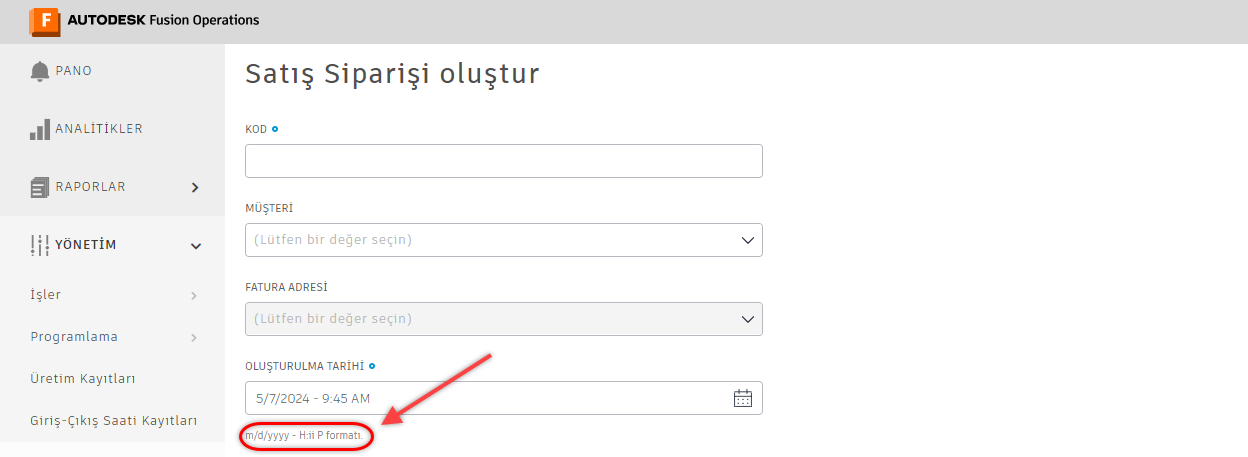 AUTODESK Fusion Operations
PANO
ANALİTİKLER
RAPORLAR
YÖNETİM
İşler
Programlama
Üretim Kayıtları
Giriş-Çıkış Saati Kayıtları
Satış Siparişi oluştur
KOD
MÜŞTERİ
(Lütfen bir değer seçin)
FATURA ADRESİ
(Lütfen bir değer seçin)
OLUŞTURULMA TARİHİ
5/7/2024 - 9:45 AM
m/d/yyyy - H:ii P formatı.